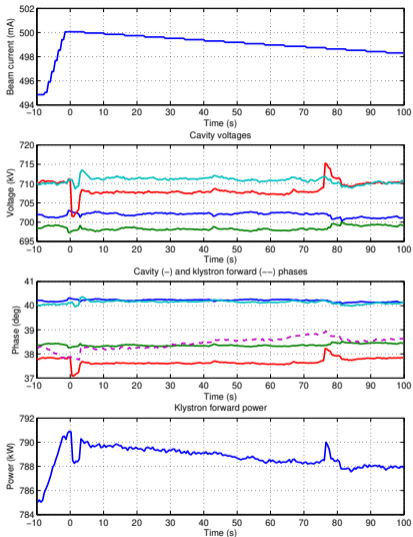 502
500
498
496
494
Beam current (mA)
−10 0 10 20 30 40 50 60 70 80 90 100
Time (s)
Cavity voltages
720
715
710
705
700
695
Voltage (kV)
−10 0 10 20 30 40 50 60 70 80 90 100
Time (s)
Cavity (−) and klystron forward (−−) phases
41
40
39
38
37
Phase (deg)
−10 0 10 20 30 40 50 60 70 80 90 100
Time (s)
Klystron forward power
792
790
788
786
784
Power (kW)
−10 0 10 20 30 40 50 60 70 80 90 100
Time (s)